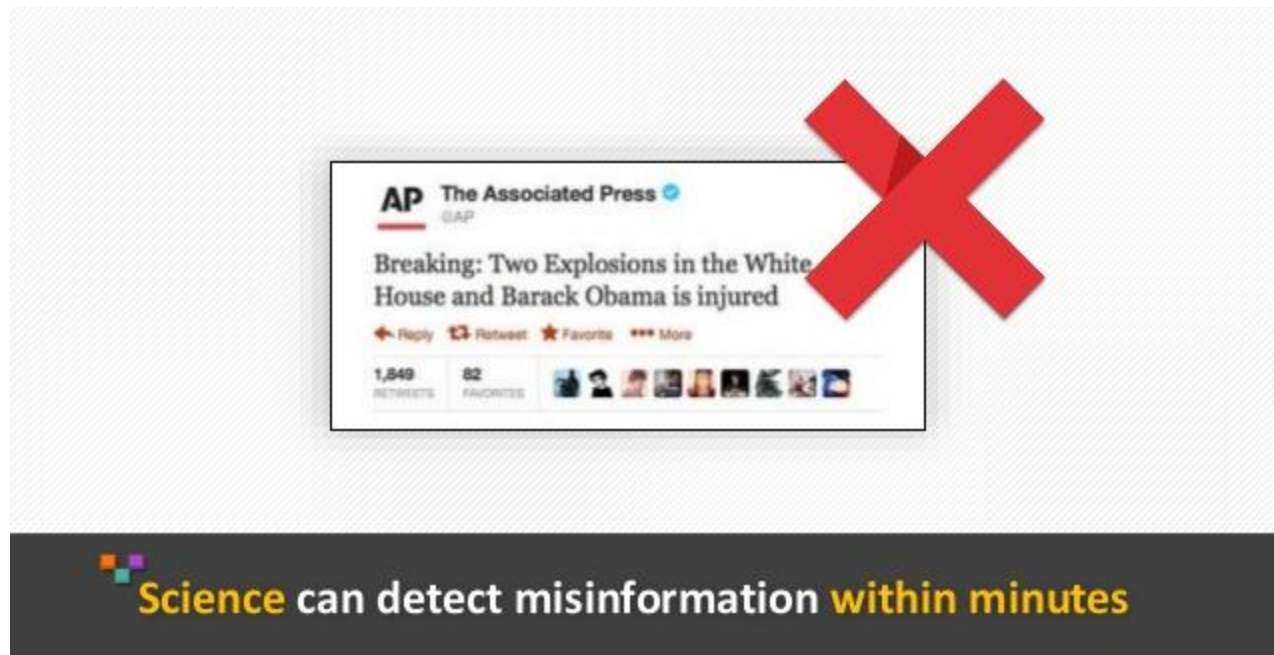 AP
The Associated Press
@AP
Breaking: Two Explosions in the White
House and Barack Obama is injured
Reply Retweet Favorite More
1,849 82
RETWEETS FAVORITES
Science can detect misinformation within minutes